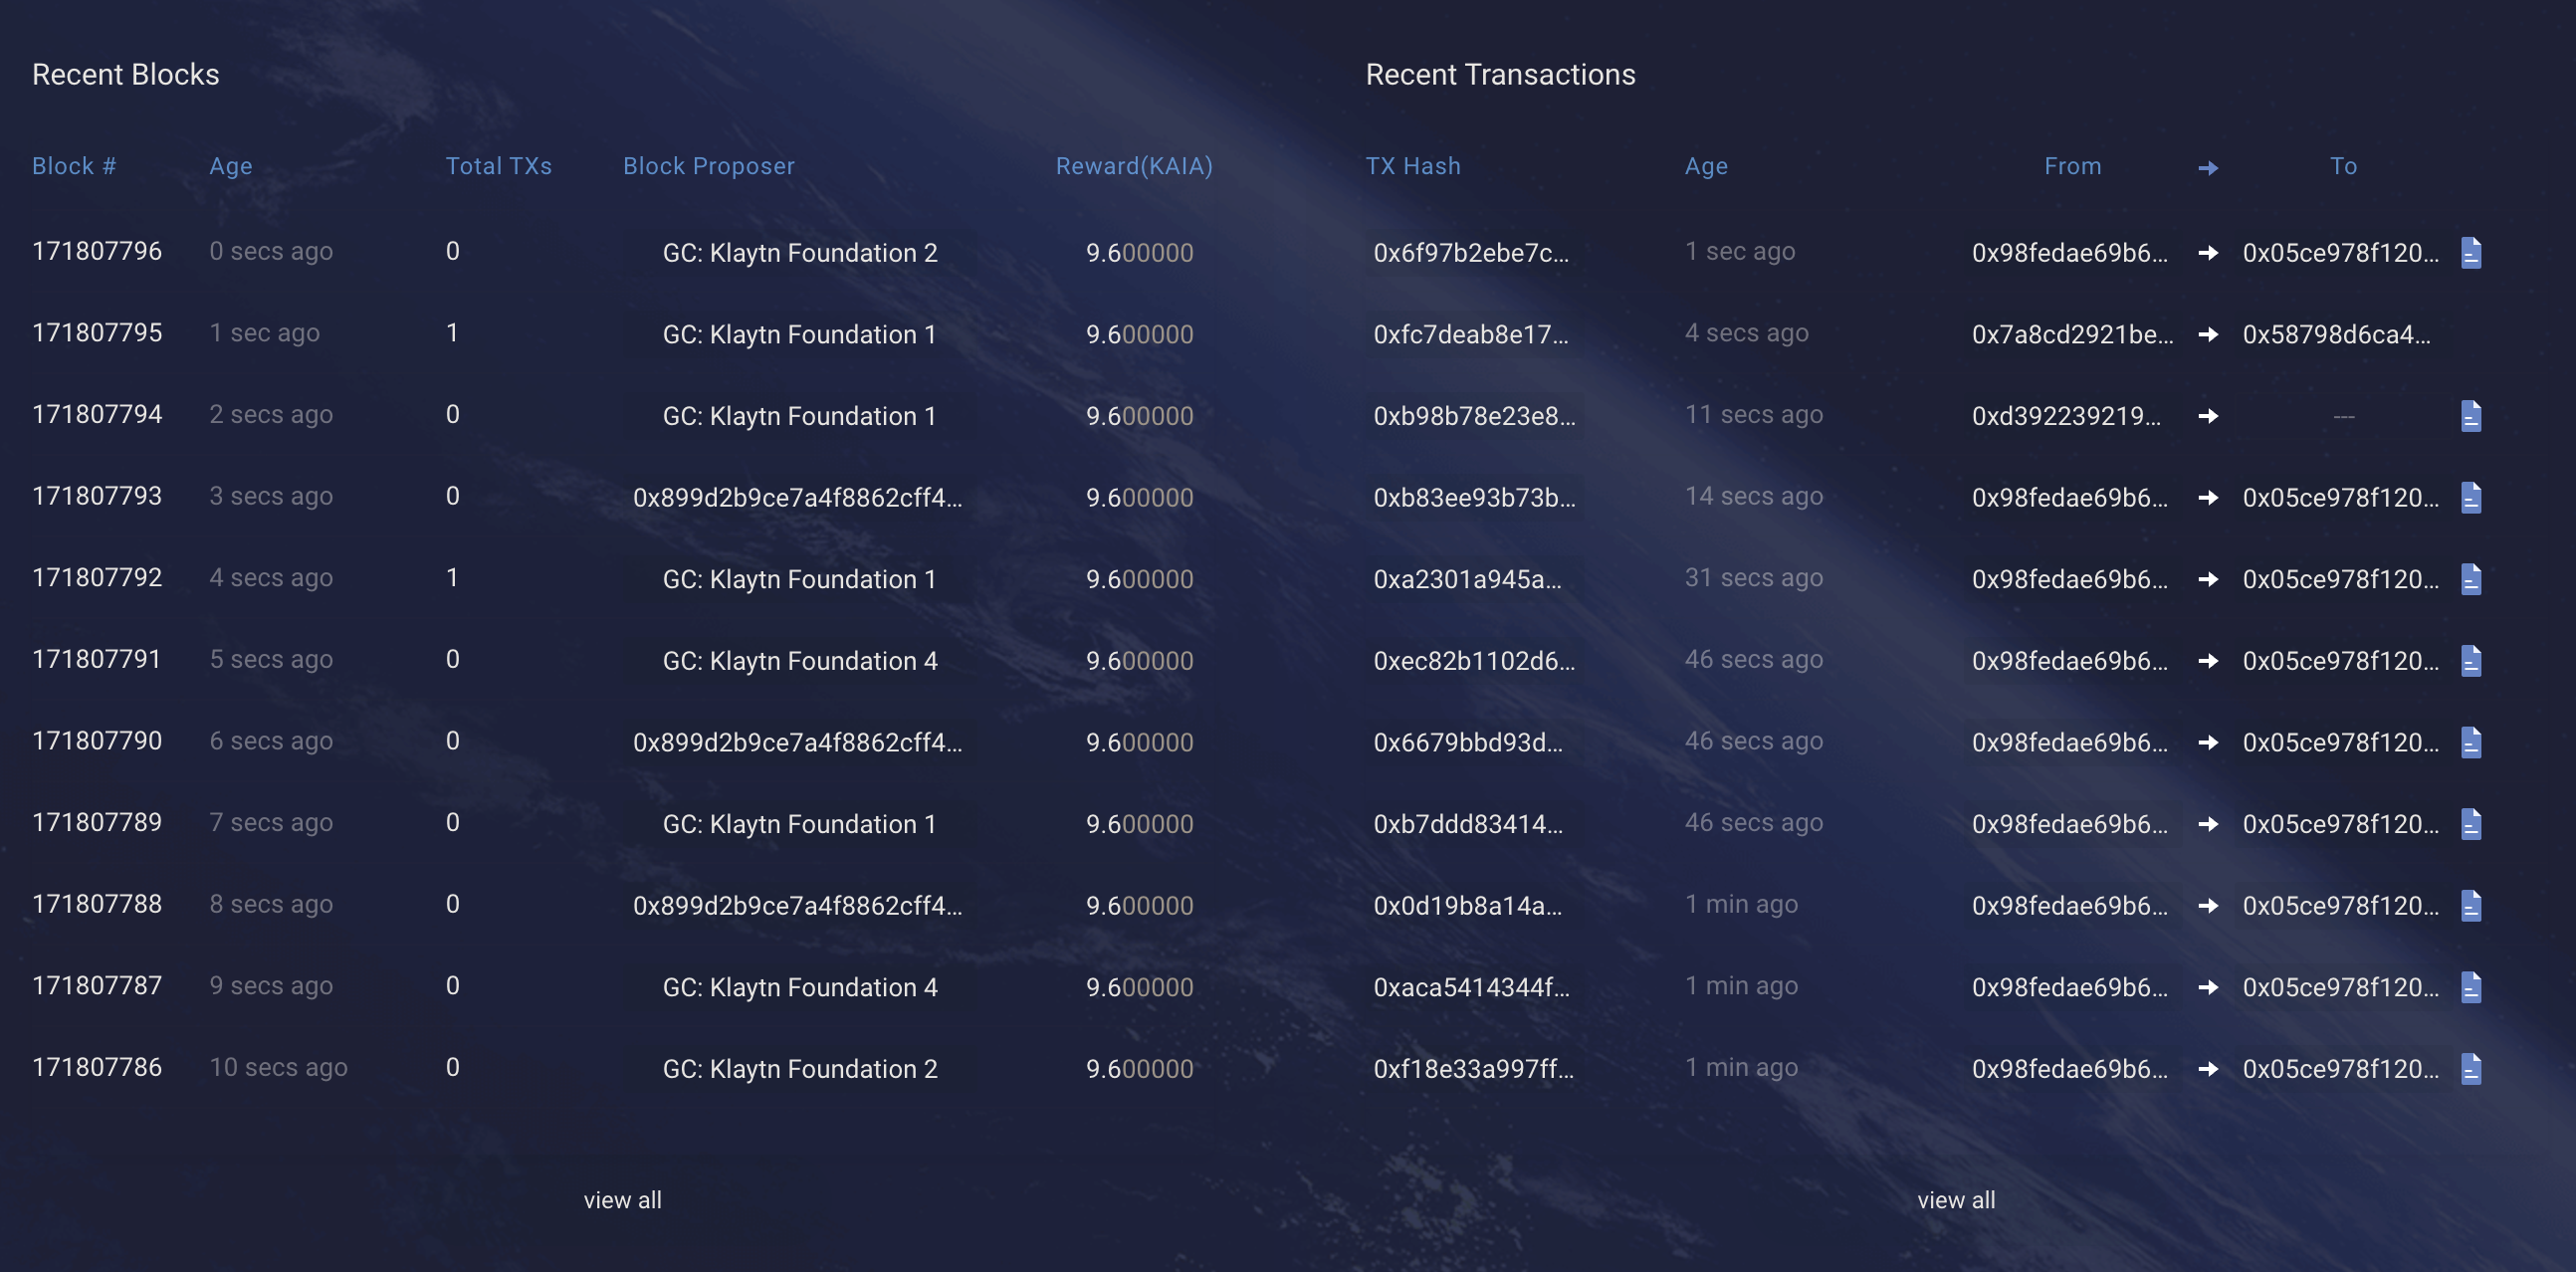 Recent Blocks
Block # Age Total TXs Block Proposer Reward(KAIA)
171807796 0 secs ago 0 GC: Klaytn Foundation 2 9.600000
171807795 1 sec ago 1 GC: Klaytn Foundation 1 9.600000
171807794 2 secs ago 0 GC: Klaytn Foundation 1 9.600000
171807793 3 secs ago 0 0x899d2b9ce7a4f8862cff4... 9.600000
171807792 4 secs ago 1 GC: Klaytn Foundation 1 9.600000
171807791 5 secs ago 0 GC: Klaytn Foundation 4 9.600000
171807790 6 secs ago 0 0x899d2b9ce7a4f8862cff4... 9.600000
171807789 7 secs ago 0 GC: Klaytn Foundation 1 9.600000
171807788 8 secs ago 0 0x899d2b9ce7a4f8862cff4... 9.600000
171807787 9 secs ago 0 GC: Klaytn Foundation 4 9.600000
171807786 10 secs ago 0 GC: Klaytn Foundation 2 9.600000
view all
Recent Transactions
TX Hash Age From → To
0x6f97b2ebe7c... 1 sec ago 0x98fedae69b6... → 0x05ce978f120...
0xfc7deab8e17... 4 secs ago 0x7a8cd2921be... → 0x58798d6ca4...
0xb98b78e23e8... 11 secs ago 0xd392239219... → ---
0xb83ee93b73b... 14 secs ago 0x98fedae69b6... → 0x05ce978f120...
0xa2301a945a... 31 secs ago 0x98fedae69b6... → 0x05ce978f120...
0xec82b1102d6... 46 secs ago 0x98fedae69b6... → 0x05ce978f120...
0x6679bbd93d... 46 secs ago 0x98fedae69b6... → 0x05ce978f120...
0xb7ddd83414... 46 secs ago 0x98fedae69b6... → 0x05ce978f120...
0x0d19b8a14a... 1 min ago 0x98fedae69b6... → 0x05ce978f120...
0xaca5414344f... 1 min ago 0x98fedae69b6... → 0x05ce978f120...
0xf18e33a997ff... 1 min ago 0x98fedae69b6... → 0x05ce978f120...
view all